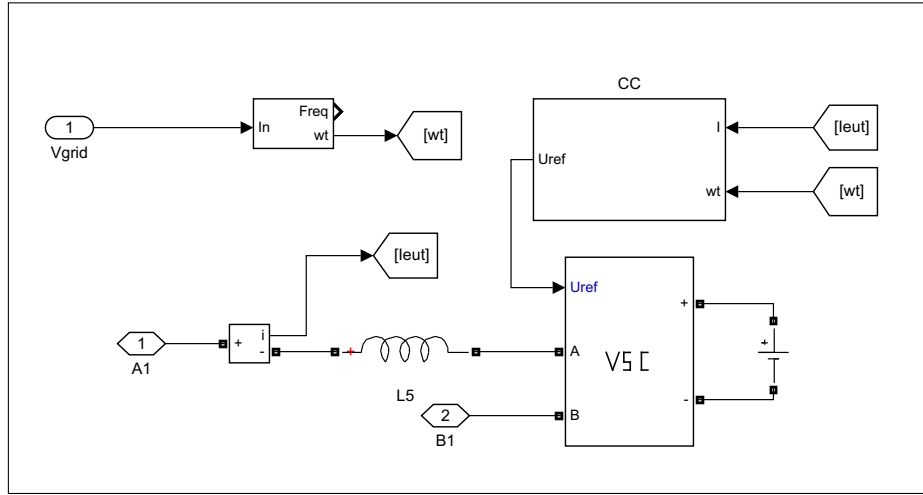 CC
1
Vgrid
In
Freq
wt
[wt]
Uref
I
wt
[Ieut]
[wt]
[Ieut]
1
A1
+
i
-
+
L5
2
B1
Uref
A
B
VSC
+
-
+